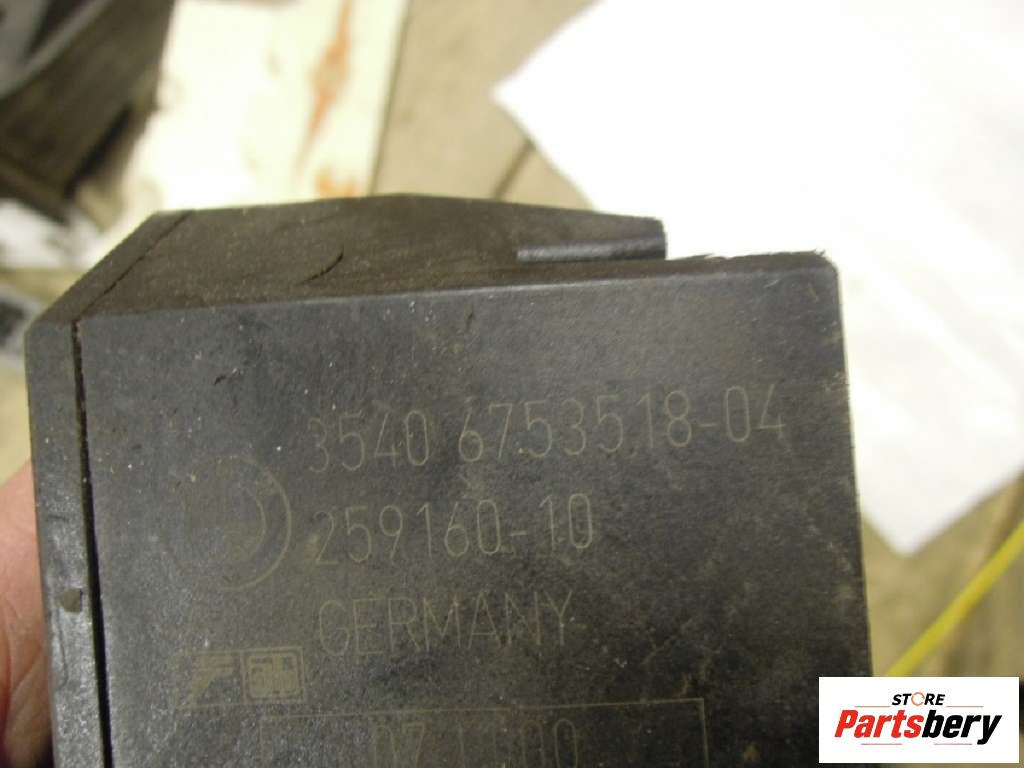 3540 6753518-04
259160-10
GERMANY
STORE
Partsbery